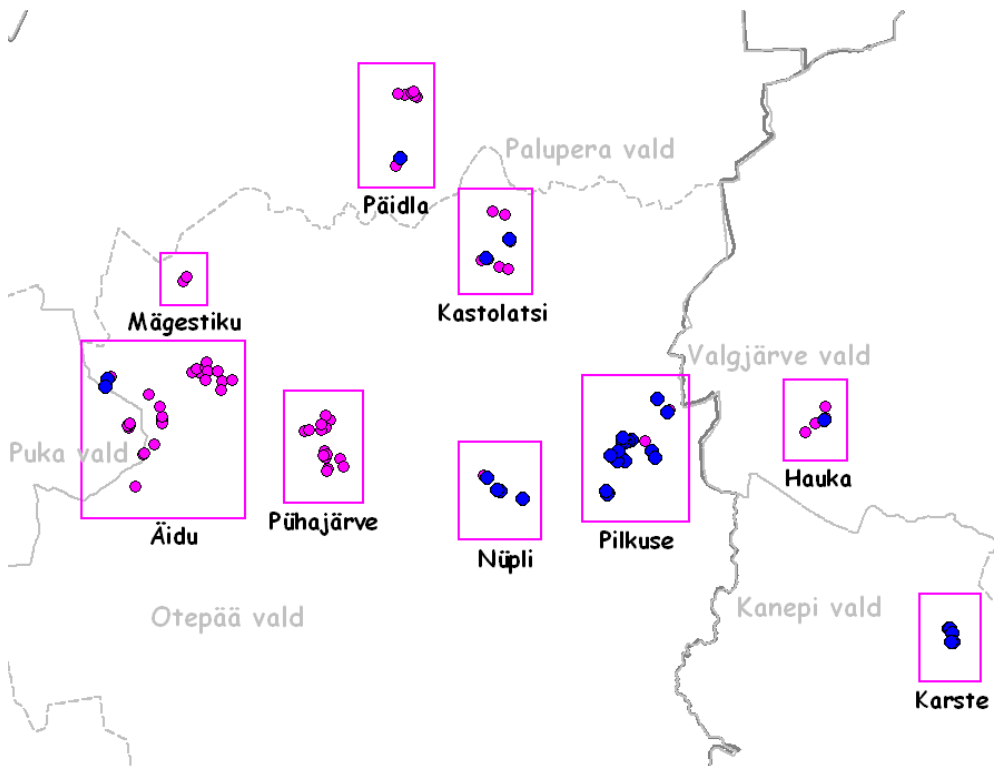 Palupera vald
Päidla
Kastolatsi
Mägestiku
Valgjärve vald
Puka vald
Hauka
Pühajärve
Äidu
Pilkuse
Nüpli
Otepää vald
Kanepi vald
Karste